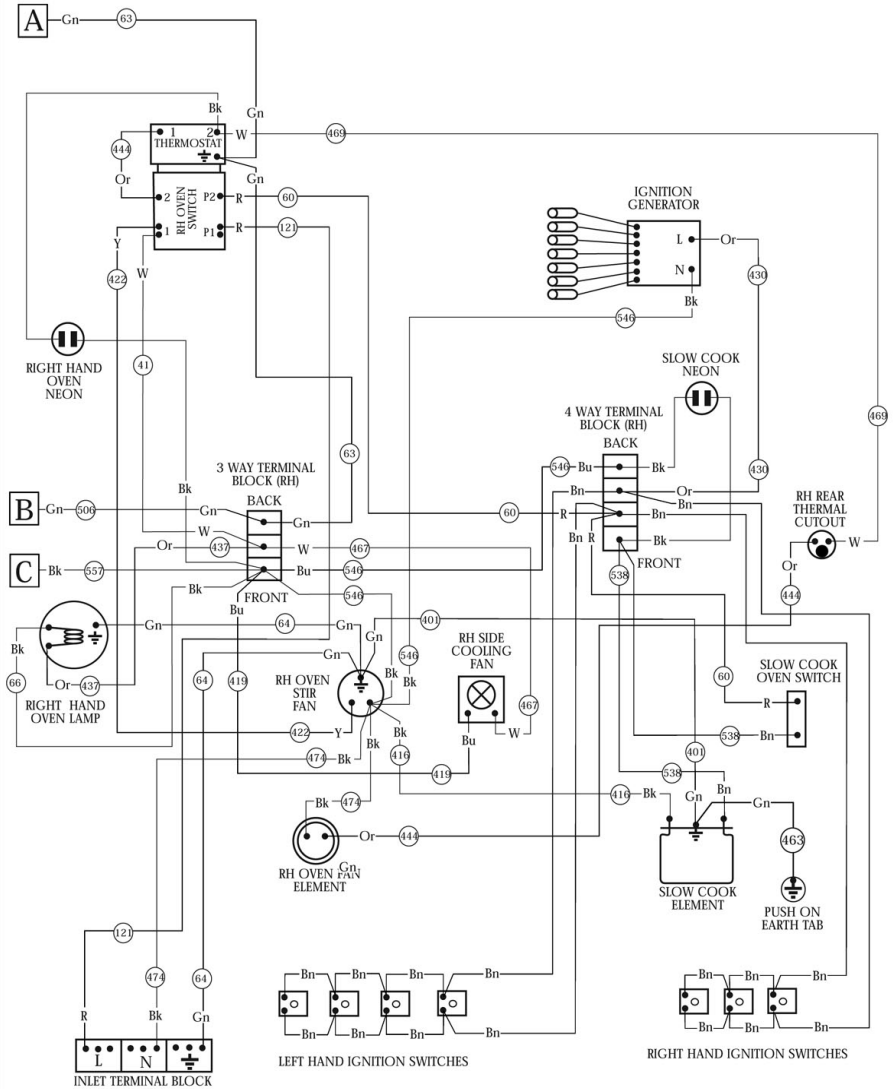 A
Gn
63
Bk
Gn
1
2
W
469
THERMOSTAT
444
Or
Gn
2
P2
R
60
RH OVEN
SWITCH
1
P1
R
121
Y
W
422
41
IGNITION
GENERATOR
L
Or
N
430
Bk
546
RIGHT HAND
OVEN
NEON
SLOW COOK
NEON
469
4 WAY TERMINAL
BLOCK (RH)
BACK
63
3 WAY TERMINAL
BLOCK (RH)
BACK
546
Bu
Bk
430
Bk
Bn
Or
Bn
RH REAR
THERMAL
CUTOUT
B
Gn
506
Gn
Gn
60
R
Bn
W
Or
437
W
467
Bn
R
Bk
W
FRONT
Or
C
Bk
557
Bu
546
538
Bk
FRONT
546
444
Bu
64
401
Gn
Gn
Gn
RH SIDE
COOLING
FAN
Bk
Gn
546
SLOW COOK
OVEN SWITCH
66
Or
437
64
419
RH OVEN
STIR
FAN
Bk
Bk
60
R
RIGHT HAND
OVEN LAMP
467
422
Y
Bk
Bu
W
538
Bn
474
Bk
Bk
416
401
419
538
Bk
474
416
Bk
Gn
Bn
Gn
Or
444
463
Gn
RH OVEN FAN
ELEMENT
SLOW COOK
ELEMENT
PUSH ON
EARTH TAB
121
474
64
Bn
Bn
Bn
Bn
Bn
Bn
Bn
R
Bk
Gn
Bn
Bn
Bn
Bn
Bn
Bn
Bn
L
N
LEFT HAND IGNITION SWITCHES
RIGHT HAND IGNITION SWITCHES
INLET TERMINAL BLOCK